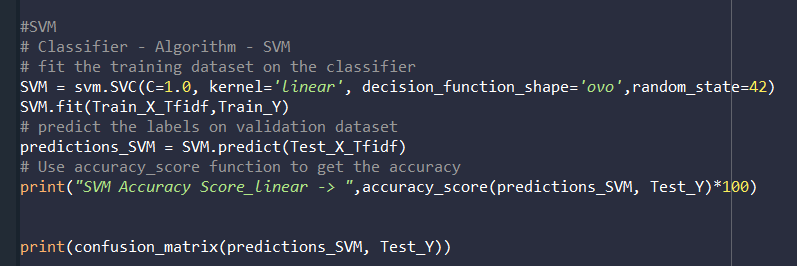 #SVM
# Classifier - Algorithm - SVM
# fit the training dataset on the classifier
SVM = svm.SVC(C=1.0, kernel='linear', decision_function_shape='ovo',random_state=42)
SVM.fit(Train_X_Tfidf,Train_Y)
# predict the labels on validation dataset
predictions_SVM = SVM.predict(Test_X_Tfidf)
# Use accuracy_score function to get the accuracy
print("SVM Accuracy Score_linear -> ",accuracy_score(predictions_SVM, Test_Y)*100)
print(confusion_matrix(predictions_SVM, Test_Y))